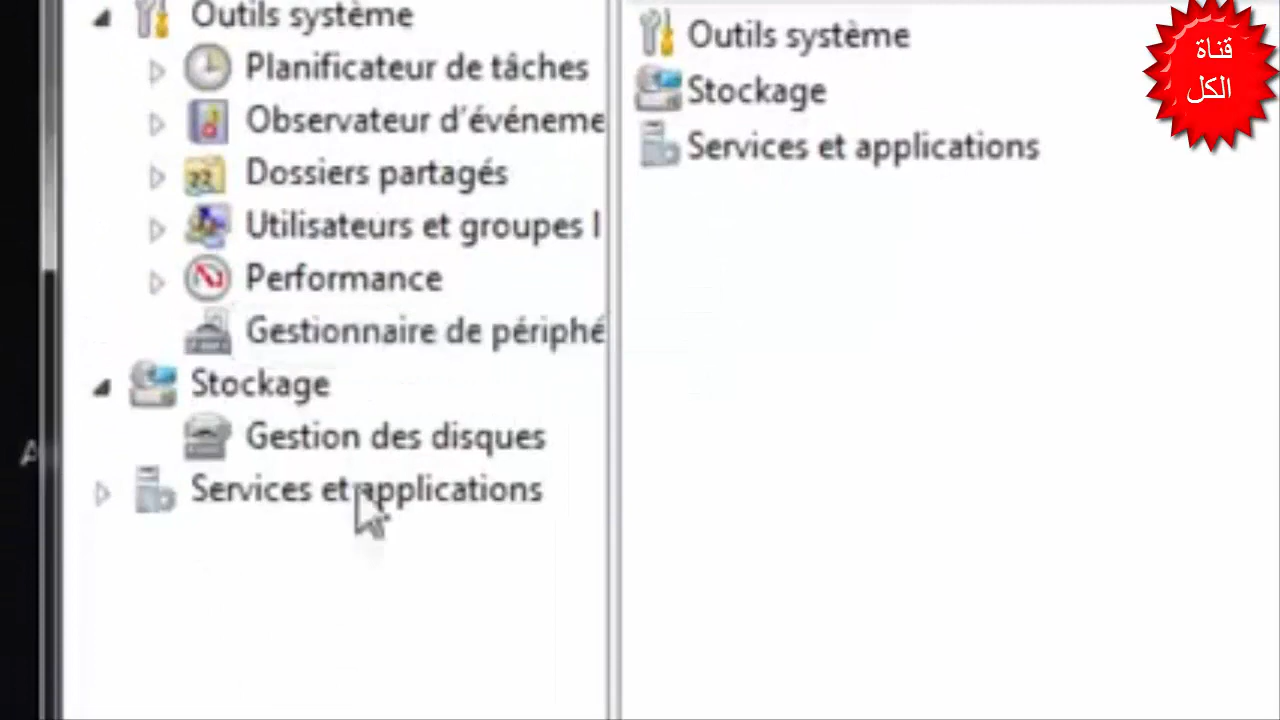 Outils système
Planificateur de tâches
Observateur d'événeme
Dossiers partagés
Utilisateurs et groupes l
Performance
Gestionnaire de périphé
Stockage
Gestion des disques
Services et applications
Outils système
Stockage
Services et applications
قناة
الكل
A